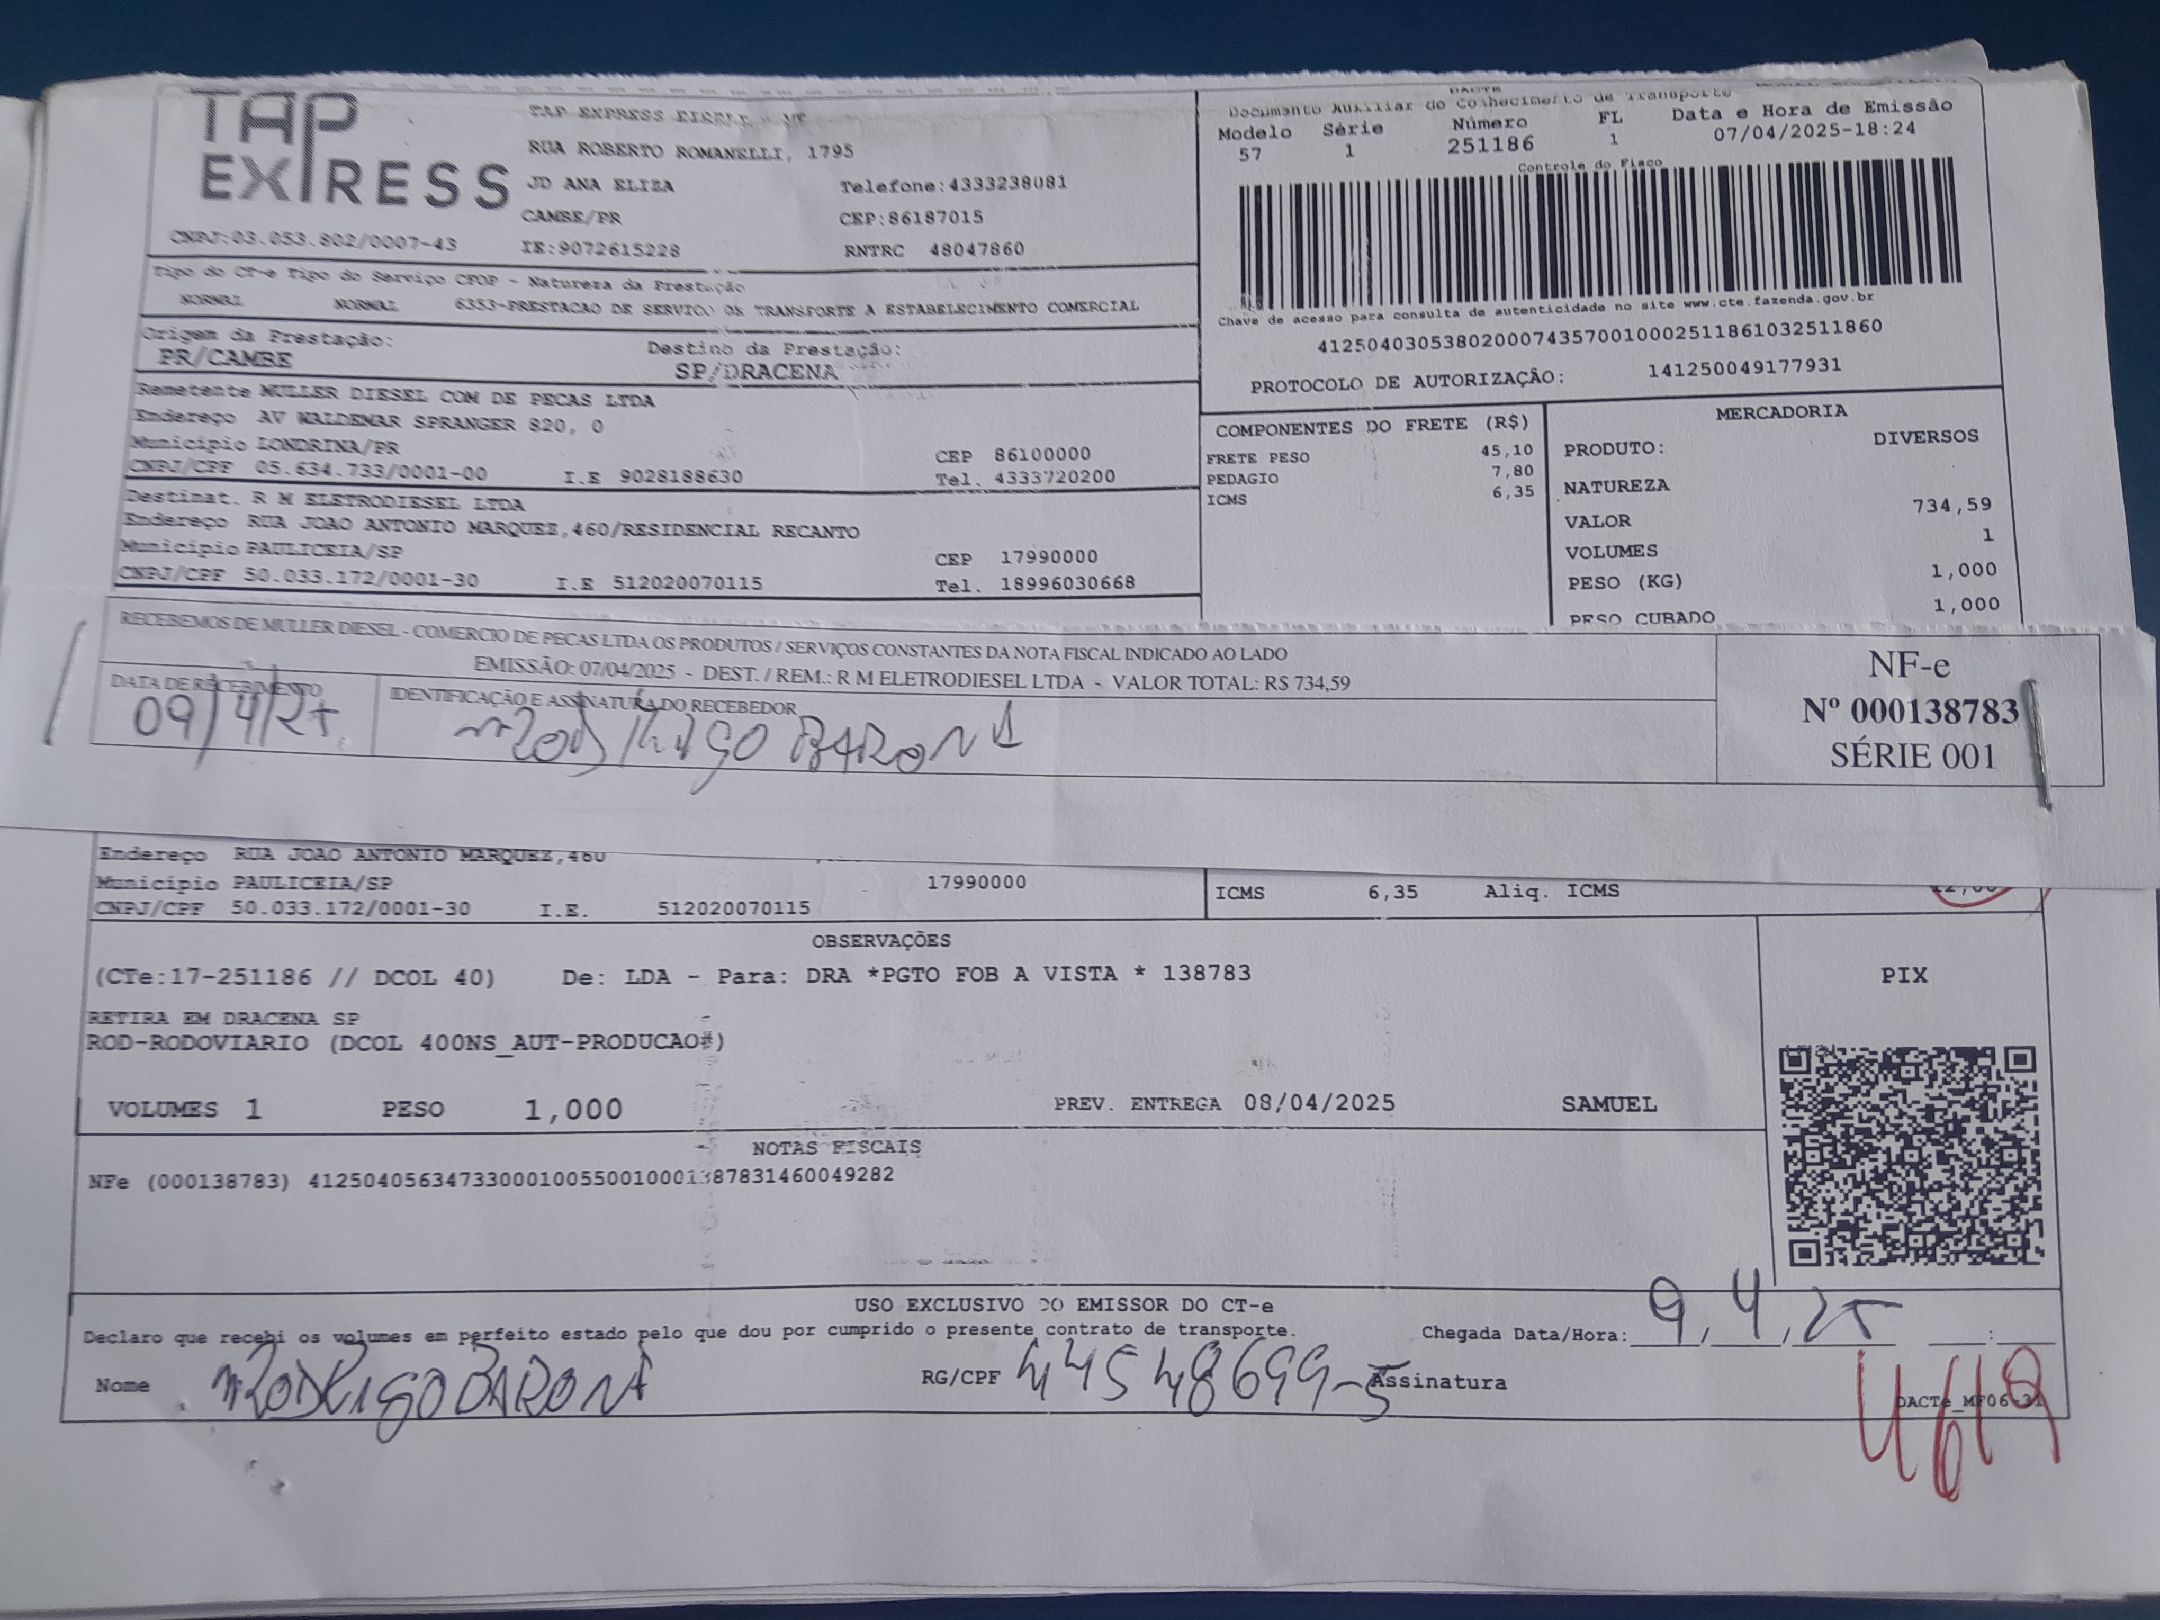 TAP EXPRESS
TAP EXPRESS
RUA ROBERTO ROMANELLI, 1795
JD ANA ELIZA Telefone:4333238081
CAMBE/PR CEP:86187015
CNPJ:03.053.802/0007-43 IE:9072615228 RNTRC 48047860
DACTE
Documento Auxiliar do Conhecimento de Transporte
Modelo Série Número FL Data e Hora de Emissão
57 1 251186 1 07/04/2025-18:24
Controle do Fisco
Chave de acesso para consulta de autenticidade no site www.cte.fazenda.gov.br
41250403053802000743570010002511861032511860
PROTOCOLO DE AUTORIZAÇÃO: 141250049177931
Tipo do CT-e Tipo do Serviço CFOP - Natureza da Prestação
NORMAL NORMAL 6353-PRESTACAO DE SERVICO DE TRANSPORTE A ESTABELECIMENTO COMERCIAL
Origem da Prestação: Destino da Prestação:
PR/CAMBE SP/DRACENA
Remetente MULLER DIESEL COM DE PECAS LTDA
Endereço AV WALDEMAR SPRANGER 820, 0
Município LONDRINA/PR CEP 86100000
CNPJ/CPF 05.634.733/0001-00 I.E 9028188630 Tel. 4333720200
Destinat. R M ELETRODIESEL LTDA
Endereço RUA JOAO ANTONIO MARQUEZ,460/RESIDENCIAL RECANTO
Município PAULICEIA/SP CEP 17990000
CNPJ/CPF 50.033.172/0001-30 I.E 512020070115 Tel. 18996030668
COMPONENTES DO FRETE (R$)
FRETE PESO 45,10
PEDAGIO 7,80
ICMS 6,35
MERCADORIA
PRODUTO: DIVERSOS
NATUREZA
VALOR 734,59
VOLUMES 1
PESO (KG) 1,000
PESO CUBADO 1,000
RECEBEMOS DE MULLER DIESEL - COMERCIO DE PECAS LTDA OS PRODUTOS / SERVIÇOS CONSTANTES DA NOTA FISCAL INDICADO AO LADO
EMISSÃO: 07/04/2025 - DEST. / REM.: R M ELETRODIESEL LTDA - VALOR TOTAL: R$ 734,59
DATA DE RECEBIMENTO IDENTIFICAÇÃO E ASSINATURA DO RECEBEDOR
09/4/25 RODRIGO BARONI
NF-e
Nº 000138783
SÉRIE 001
Endereço RUA JOAO ANTONIO MARQUEZ,460
Município PAULICEIA/SP 17990000
CNPJ/CPF 50.033.172/0001-30 I.E. 512020070115
ICMS 6,35 Aliq. ICMS
OBSERVAÇÕES
(CTe:17-251186 // DCOL 40) De: LDA - Para: DRA *PGTO FOB A VISTA * 138783
RETIRA EM DRACENA SP
ROD-RODOVIARIO (DCOL 400NS_AUT-PRODUCAO#)
PIX
VOLUMES 1 PESO 1,000 PREV. ENTREGA 08/04/2025 SAMUEL
NOTAS FISCAIS
NFe (000138783) 41250405634733000100550010001387831460049282
USO EXCLUSIVO DO EMISSOR DO CT-e
Declaro que recebi os volumes em perfeito estado pelo que dou por cumprido o presente contrato de transporte. Chegada Data/Hora: 9,4,25 :
Nome RODRIGO BARONI RG/CPF 44548699-5 Assinatura